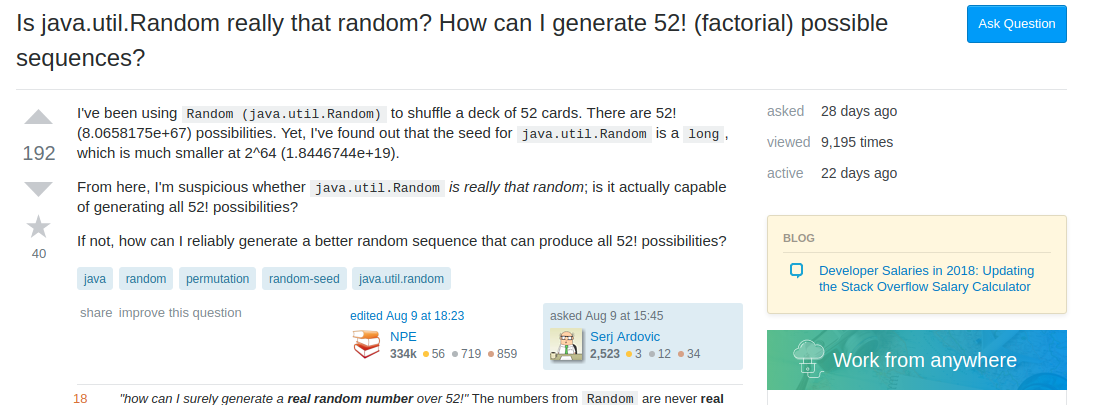 Is java.util.Random really that random? How can I generate 52! (factorial) possible
sequences?
Ask Question
192
40
I've been using Random (java.util.Random) to shuffle a deck of 52 cards. There are 52!
(8.0658175e+67) possibilities. Yet, I've found out that the seed for java.util.Random is a long,
which is much smaller at 2^64 (1.8446744e+19).
From here, I'm suspicious whether java.util.Random is really that random; is it actually capable
of generating all 52! possibilities?
If not, how can I reliably generate a better random sequence that can produce all 52! possibilities?
java random permutation random-seed java.util.random
share improve this question
edited Aug 9 at 18:23
NPE
334k 56 719 859
asked Aug 9 at 15:45
Serj Ardovic
2,523 3 12 34
18 "how can I surely generate a real random number over 52!" The numbers from Random are never real
asked 28 days ago
viewed 9,195 times
active 22 days ago
BLOG
Developer Salaries in 2018: Updating
the Stack Overflow Salary Calculator
Work from anywhere